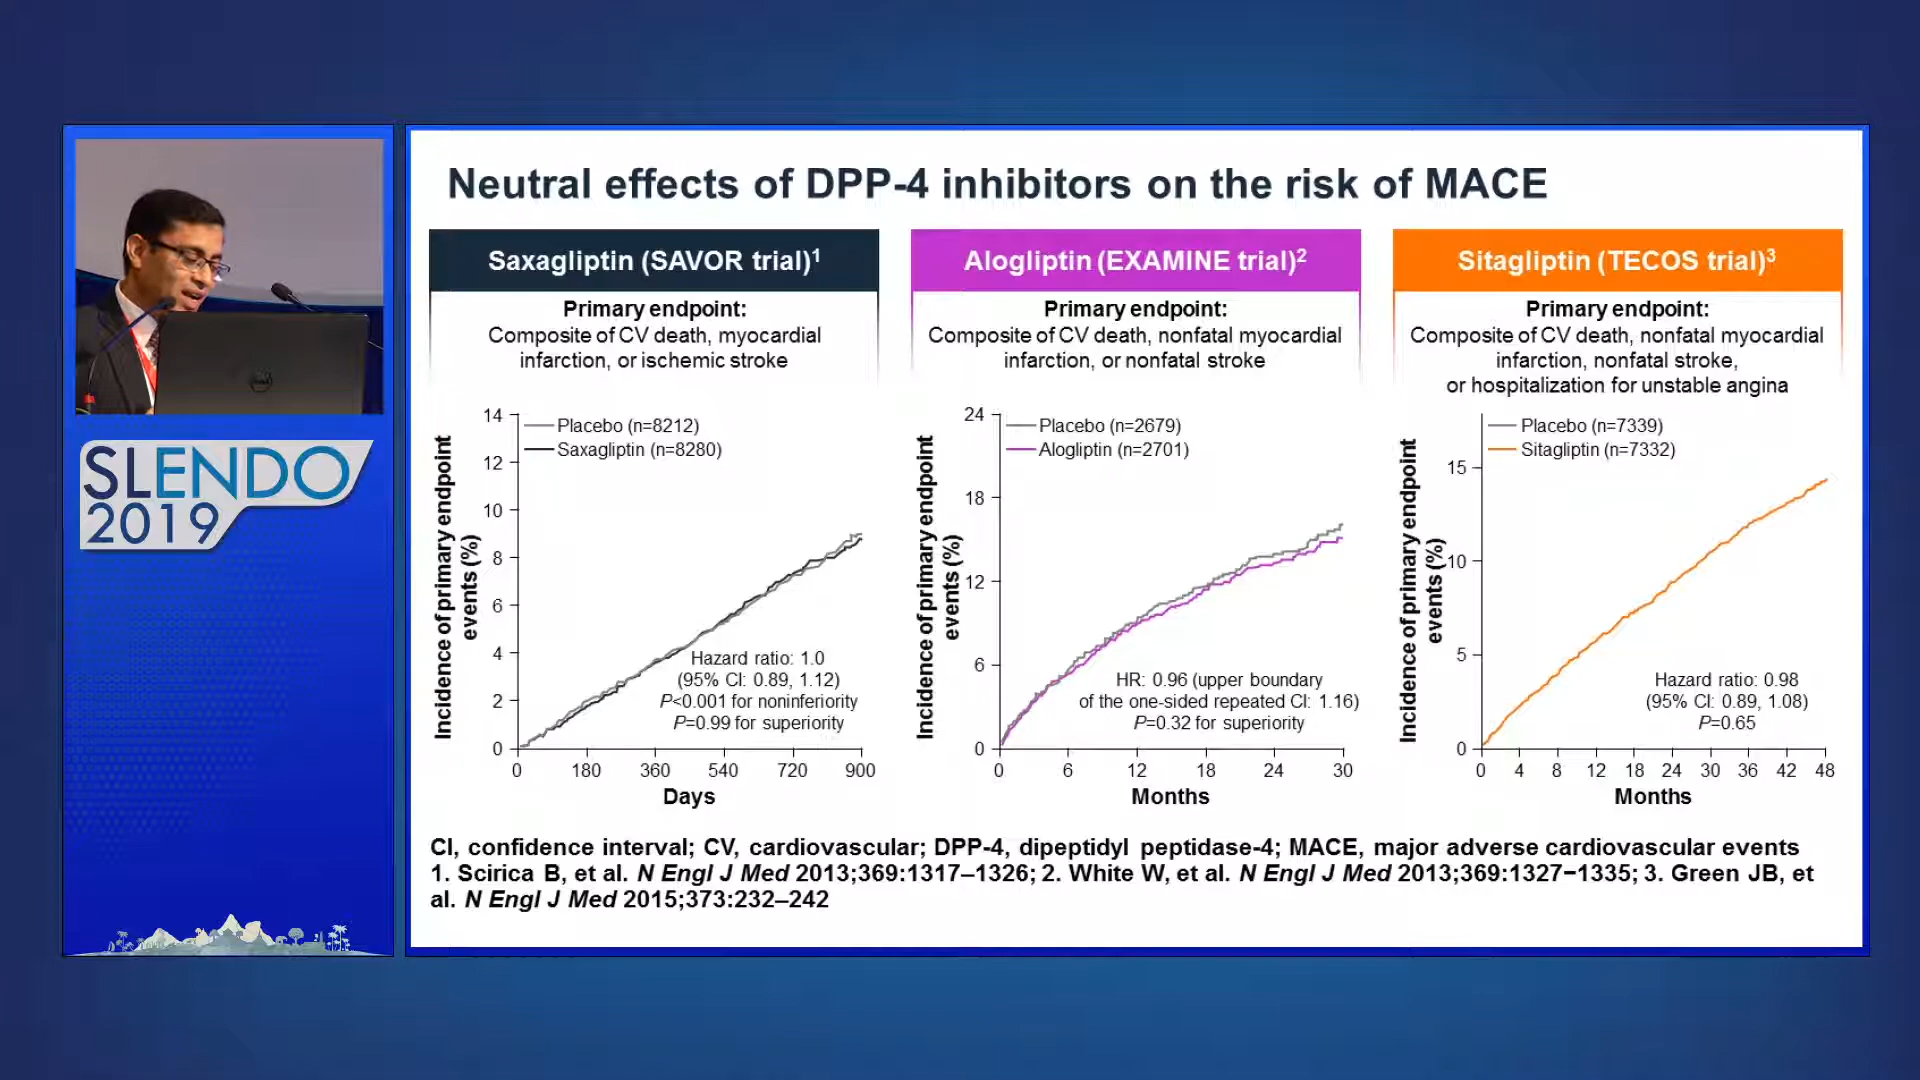 Neutral effects of DPP-4 inhibitors on the risk of MACE
Saxagliptin (SAVOR trial)1
Primary endpoint:
Composite of CV death, myocardial
infarction, or ischemic stroke
14
12
10
8
6
4
2
0
Incidence of primary endpoint
events (%)
Placebo (n=8212)
Saxagliptin (n=8280)
Hazard ratio: 1.0
(95% CI: 0.89, 1.12)
P<0.001 for noninferiority
P=0.99 for superiority
0 180 360 540 720 900
Days
Alogliptin (EXAMINE trial)2
Primary endpoint:
Composite of CV death, nonfatal myocardial
infarction, or nonfatal stroke
24
18
12
6
0
Incidence of primary endpoint
events (%)
Placebo (n=2679)
Alogliptin (n=2701)
HR: 0.96 (upper boundary
of the one-sided repeated CI: 1.16)
P=0.32 for superiority
0 6 12 18 24 30
Months
Sitagliptin (TECOS trial)3
Primary endpoint:
Composite of CV death, nonfatal myocardial
infarction, nonfatal stroke,
or hospitalization for unstable angina
15
10
5
0
Incidence of primary endpoint
events (%)
Placebo (n=7339)
Sitagliptin (n=7332)
Hazard ratio: 0.98
(95% CI: 0.89, 1.08)
P=0.65
0 4 8 12 18 24 30 36 42 48
Months
CI, confidence interval; CV, cardiovascular; DPP-4, dipeptidyl peptidase-4; MACE, major adverse cardiovascular events
1. Scirica B, et al. N Engl J Med 2013;369:1317–1326; 2. White W, et al. N Engl J Med 2013;369:1327−1335; 3. Green JB, et
al. N Engl J Med 2015;373:232–242
SLENDO
2019
DELL